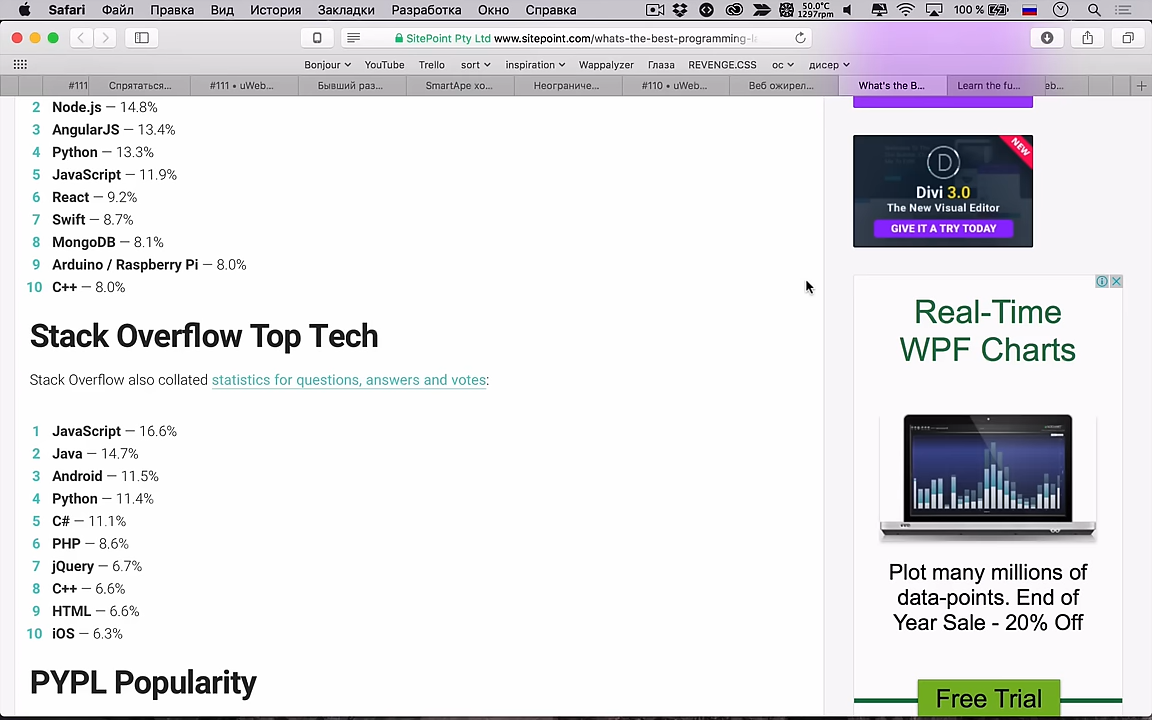 Safari Файл Правка Вид История Закладки Разработка Окно Справка 50.0°C 1297rpm 100 %
SitePoint Pty Ltd www.sitepoint.com/whats-the-best-programming-la
Bonjour YouTube Trello sort inspiration Wappalyzer Глаза REVENGE.CSS ос дисер
#111 Спрятаться... #111 • uWeb... Бывший раз... SmartApe хо... Неограниче... #110 • uWeb... Веб ожирел... What's the B... Learn the fu... eb...
2 Node.js — 14.8%
3 AngularJS — 13.4%
4 Python — 13.3%
5 JavaScript — 11.9%
6 React — 9.2%
7 Swift — 8.7%
8 MongoDB — 8.1%
9 Arduino / Raspberry Pi — 8.0%
10 C++ — 8.0%
Stack Overflow Top Tech
Stack Overflow also collated statistics for questions, answers and votes:
1 JavaScript — 16.6%
2 Java — 14.7%
3 Android — 11.5%
4 Python — 11.4%
5 C# — 11.1%
6 PHP — 8.6%
7 jQuery — 6.7%
8 C++ — 6.6%
9 HTML — 6.6%
10 iOS — 6.3%
PYPL Popularity
NEW
D
Divi 3.0
The New Visual Editor
GIVE IT A TRY TODAY
Real-Time
WPF Charts
Plot many millions of
data-points. End of
Year Sale - 20% Off
Free Trial